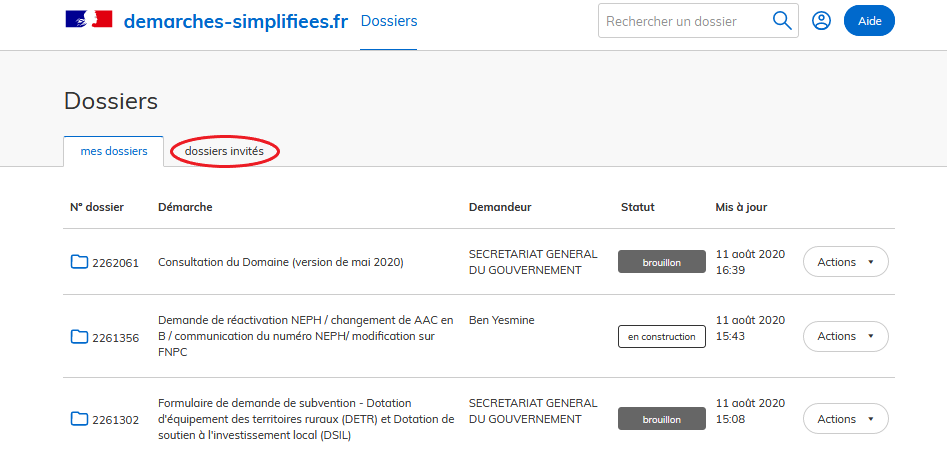 demarches-simplifiees.fr
Dossiers
Rechercher un dossier
Aide
Dossiers
mes dossiers
dossiers invités
N° dossier
Démarche
Demandeur
Statut
Mis à jour
2262061
Consultation du Domaine (version de mai 2020)
SECRETARIAT GENERAL
DU GOUVERNEMENT
brouillon
11 août 2020
16:39
Actions
2261356
Demande de réactivation NEPH / changement de AAC en
B / communication du numéro NEPH/ modification sur
FNPC
Ben Yesmine
en construction
11 août 2020
15:43
Actions
2261302
Formulaire de demande de subvention - Dotation
d'équipement des territoires ruraux (DETR) et Dotation de
soutien à l'investissement local (DSIL)
SECRETARIAT GENERAL
DU GOUVERNEMENT
brouillon
11 août 2020
15:08
Actions